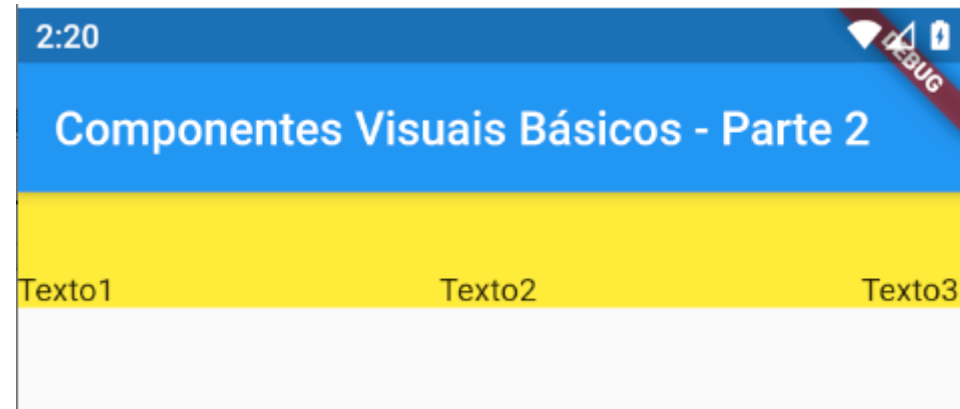 2:20
DEBUG
Componentes Visuais Básicos - Parte 2
Texto1 Texto2 Texto3